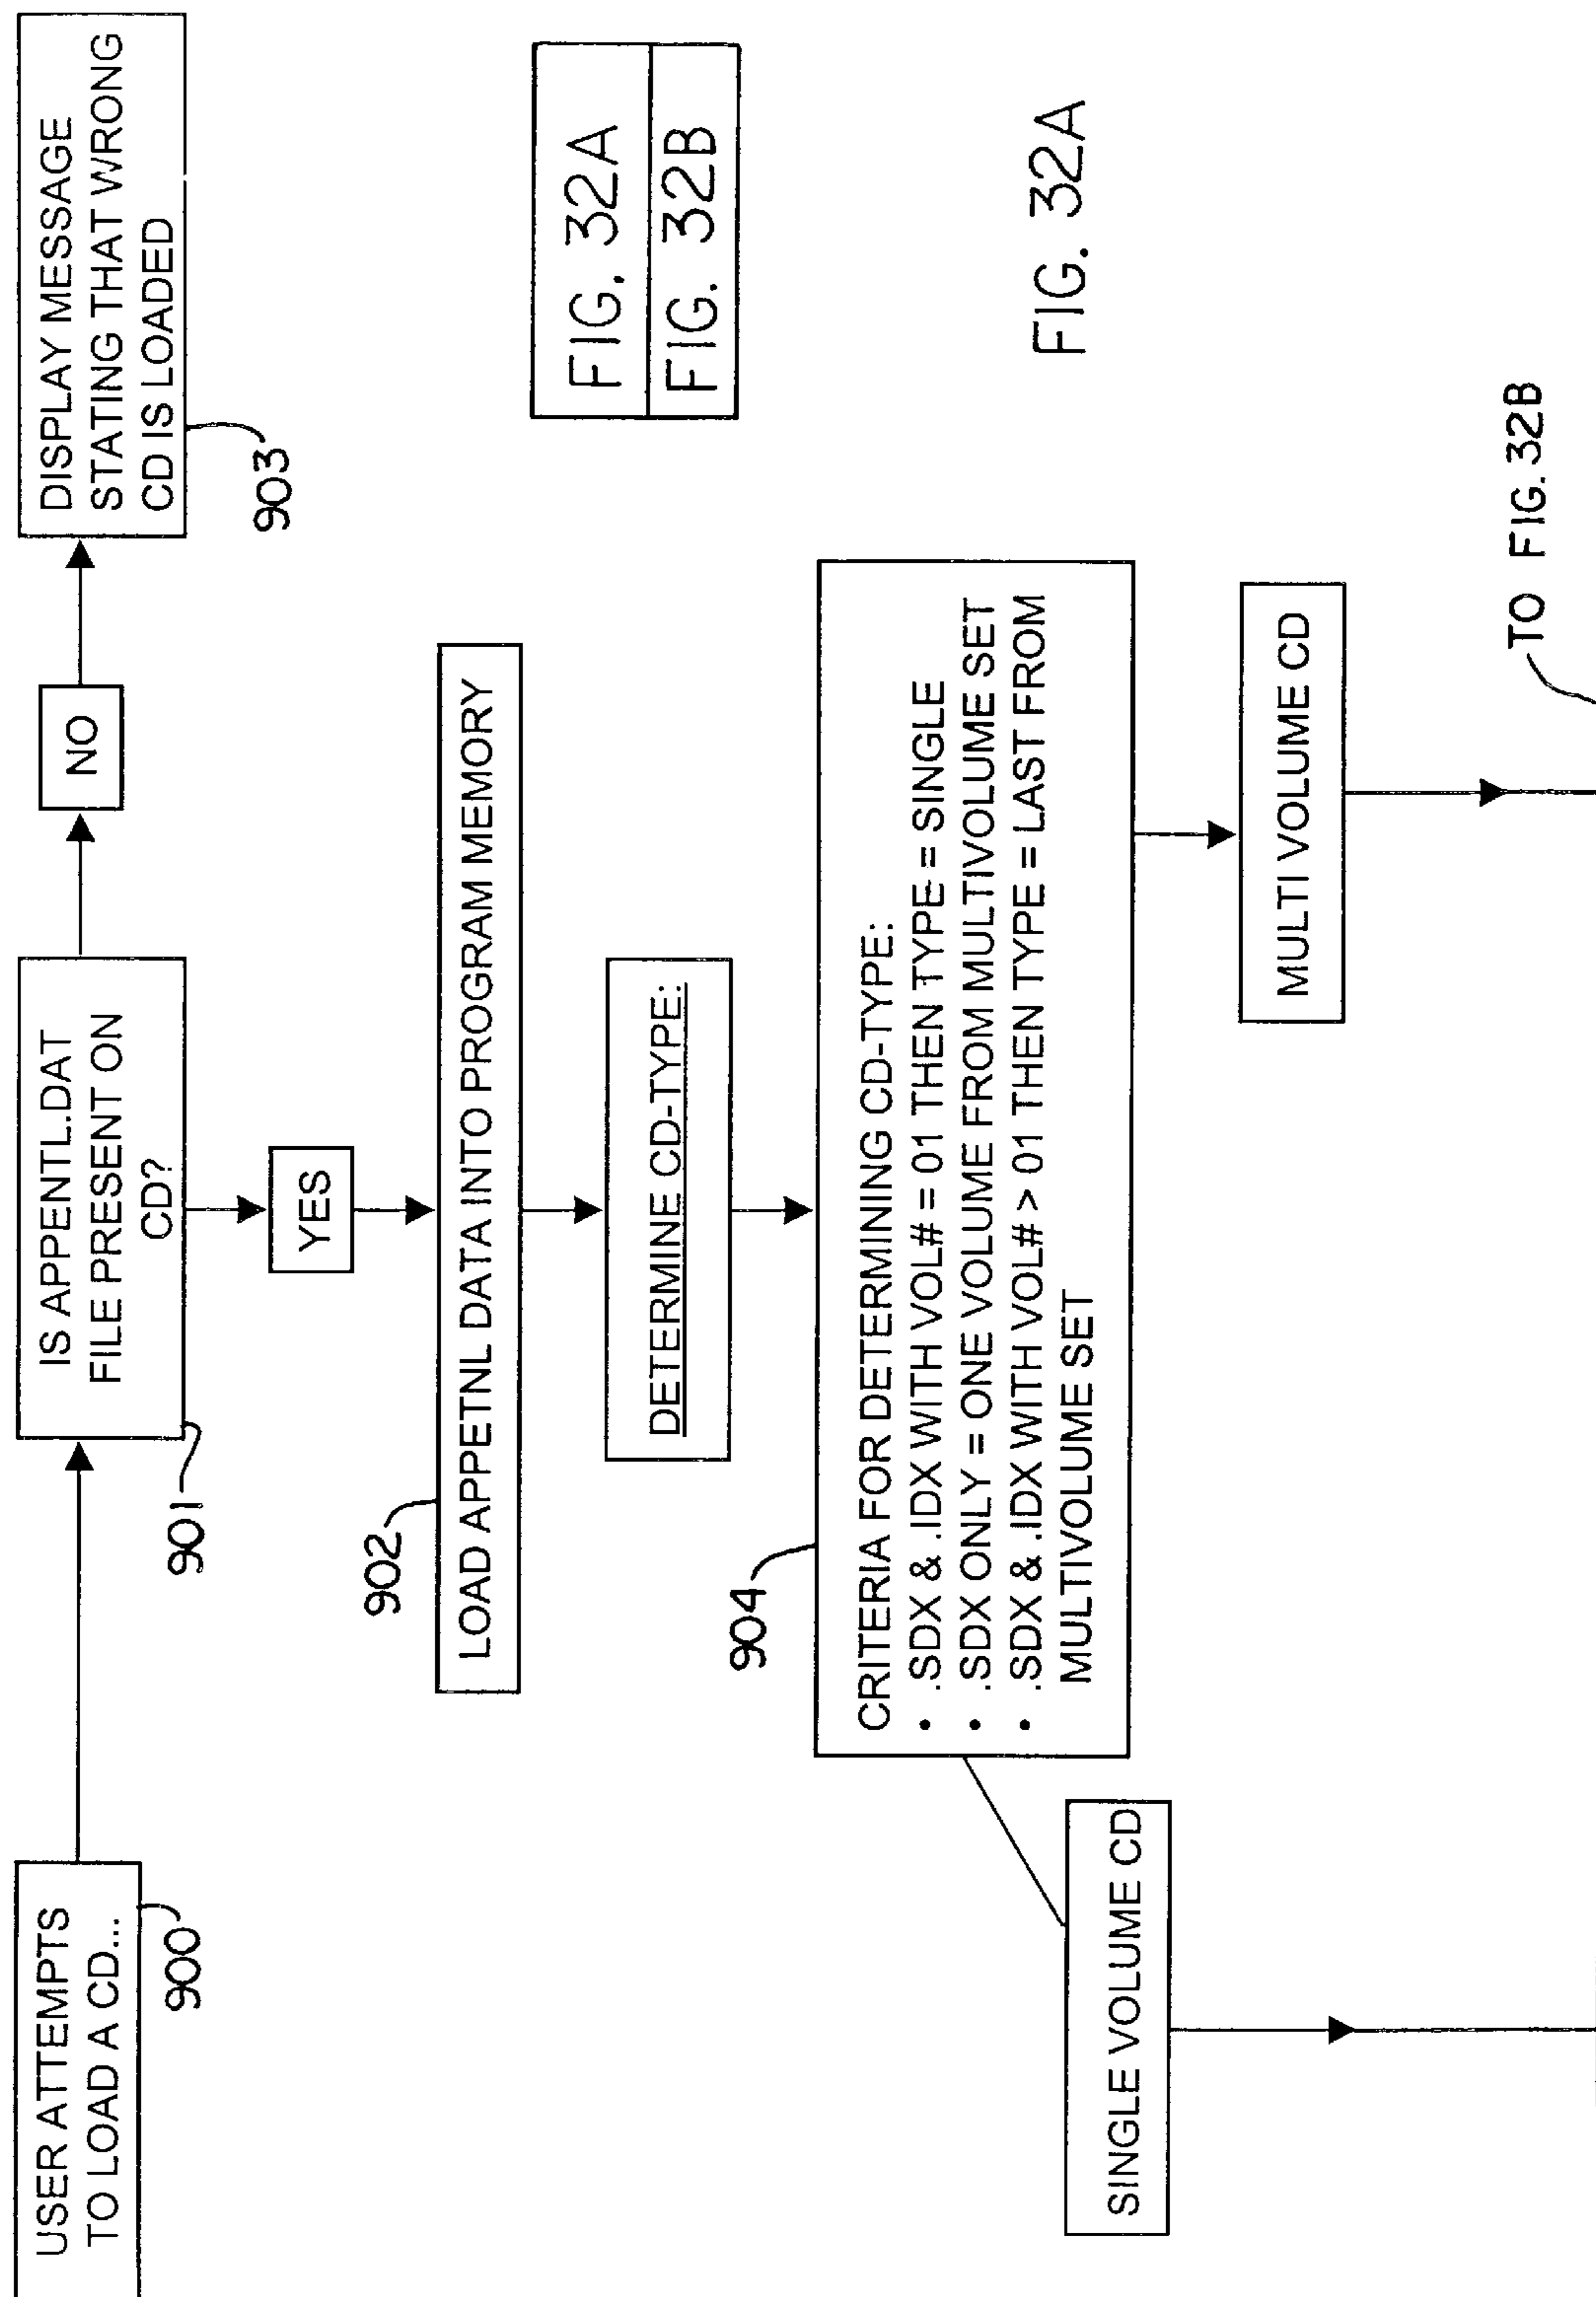 USER ATTEMPTS
TO LOAD A CD...
900
IS APPENTL.DAT
FILE PRESENT ON
CD?
901
NO
DISPLAY MESSAGE
STATING THAT WRONG
CD IS LOADED
903
YES
902
LOAD APPETNL DATA INTO PROGRAM MEMORY
DETERMINE CD-TYPE:
904
CRITERIA FOR DETERMINING CD-TYPE:
• .SDX & .IDX WITH VOL# = 01 THEN TYPE = SINGLE
• .SDX ONLY = ONE VOLUME FROM MULTIVOLUME SET
• .SDX & .IDX WITH VOL# > 01 THEN TYPE = LAST FROM
MULTIVOLUME SET
SINGLE VOLUME CD
MULTI VOLUME CD
TO FIG. 32B
FIG. 32A
FIG. 32B
FIG. 32A